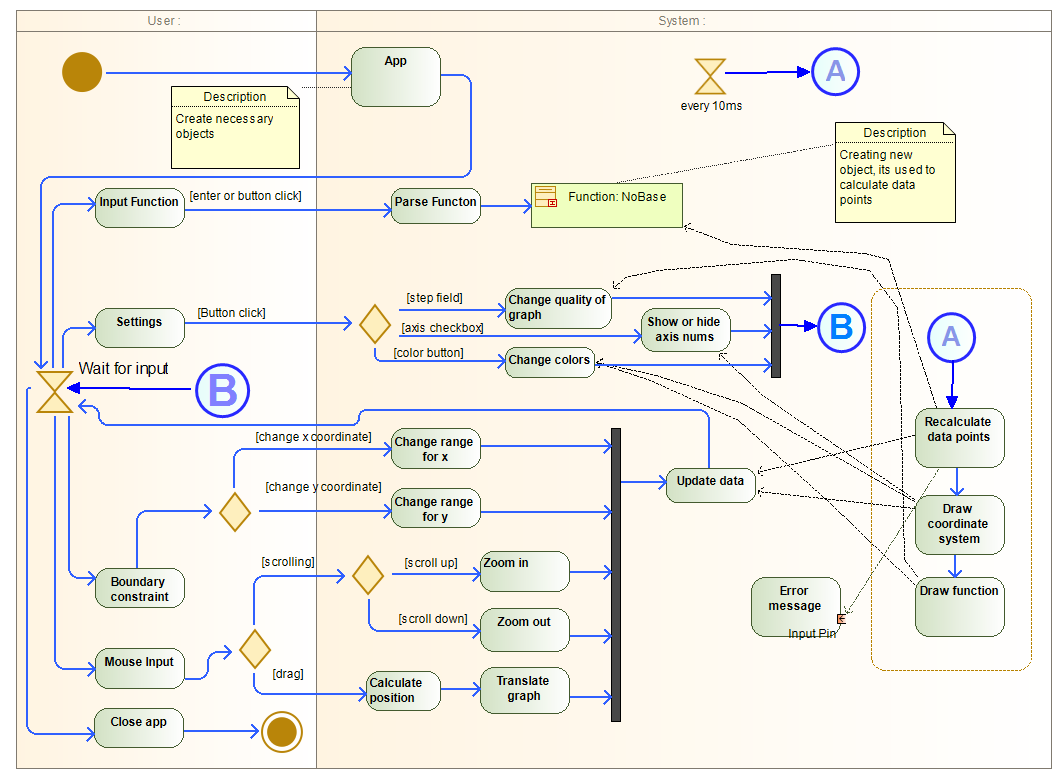 User :
System :
App
every 10ms
A
Description
Create necessary
objects
Description
Creating new
object, its used to
calculate data
points
Input Function
[enter or button click]
Parse Functon
Function: NoBase
Settings
[Button click]
[step field]
Change quality of
graph
[axis checkbox]
Show or hide
axis nums
[color button]
Change colors
B
A
Wait for input
B
[change x coordinate]
Change range
for x
[change y coordinate]
Change range
for y
Update data
Recalculate
data points
Draw
coordinate
system
Draw function
Boundary
constraint
[scrolling]
[scroll up]
Zoom in
[scroll down]
Zoom out
Error
message
Input Pin
Mouse Input
[drag]
Calculate
position
Translate
graph
Close app